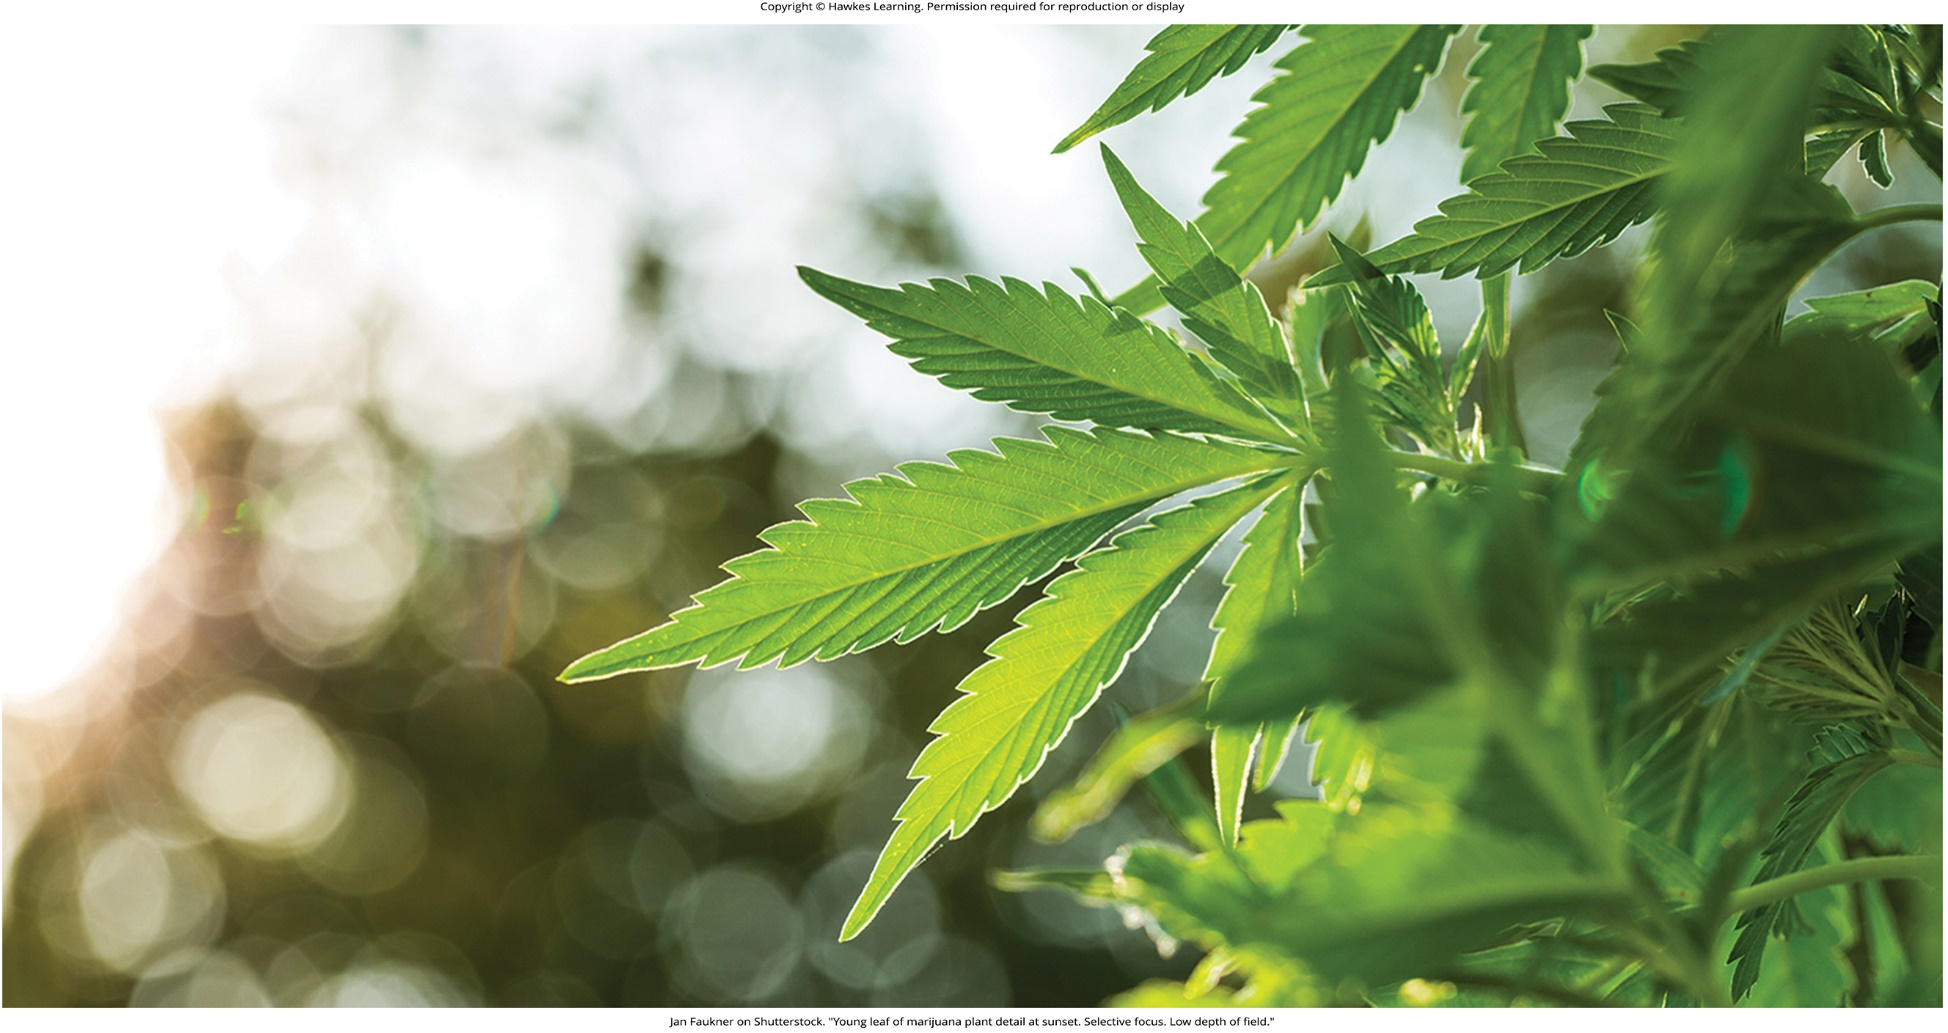 Copyright © Hawkes Learning. Permission required for reproduction or display
Jan Faukner on Shutterstock. "Young leaf of marijuana plant detail at sunset. Selective focus. Low depth of field."